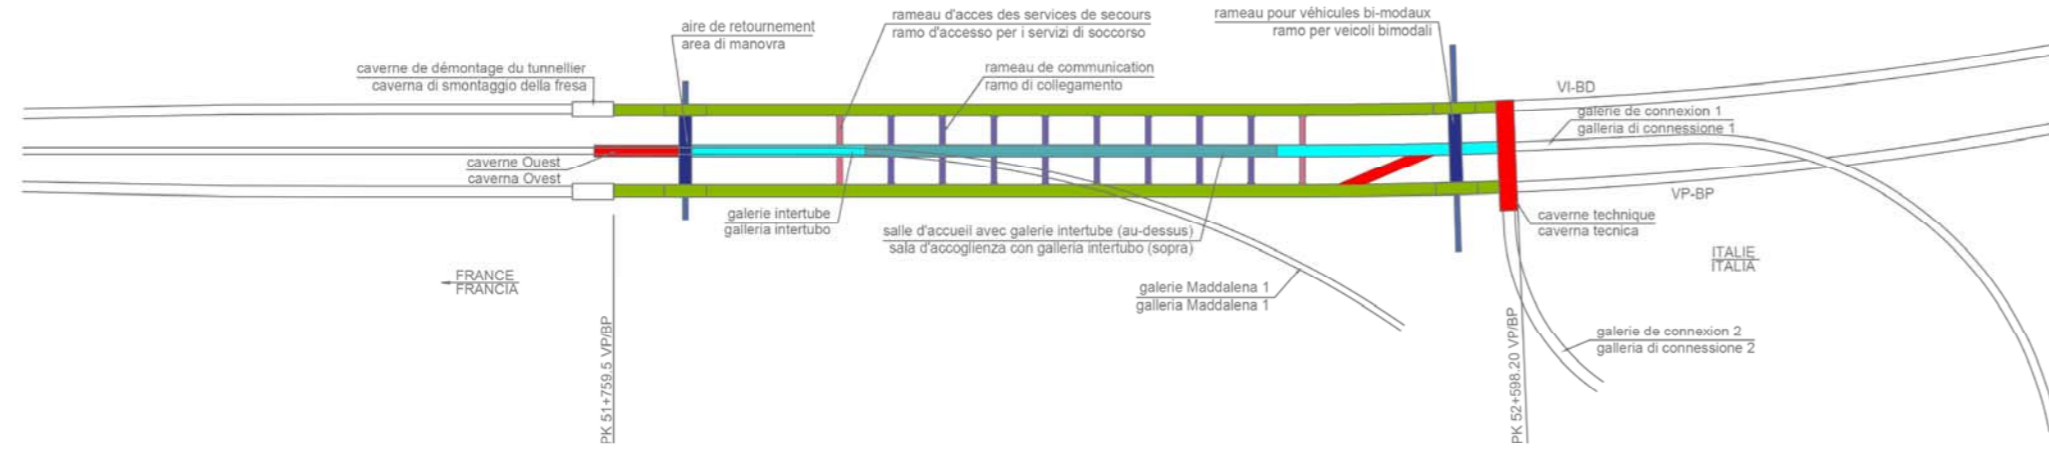 rameau d'acces des services de secours
ramo d'accesso per i servizi di soccorso
rameau pour véhicules bi-modaux
ramo per veicoli bimodali
aire de retournement
area di manovra
caverne de démontage du tunnellier
caverna di smontaggio della fresa
rameau de communication
ramo di collegamento
VI-BD
galerie de connexion 1
galleria di connessione 1
caverne Ouest
caverna Ovest
VP-BP
galerie intertube
galleria intertubo
salle d'accueil avec galerie intertube (au-dessus)
sala d'accoglienza con galleria intertubo (sopra)
caverne technique
caverna tecnica
ITALIE
ITALIA
FRANCE
FRANCIA
galerie Maddalena 1
galleria Maddalena 1
PK 51+759.5 VP/BP
PK 52+598.20 VP/BP
galerie de connexion 2
galleria di connessione 2